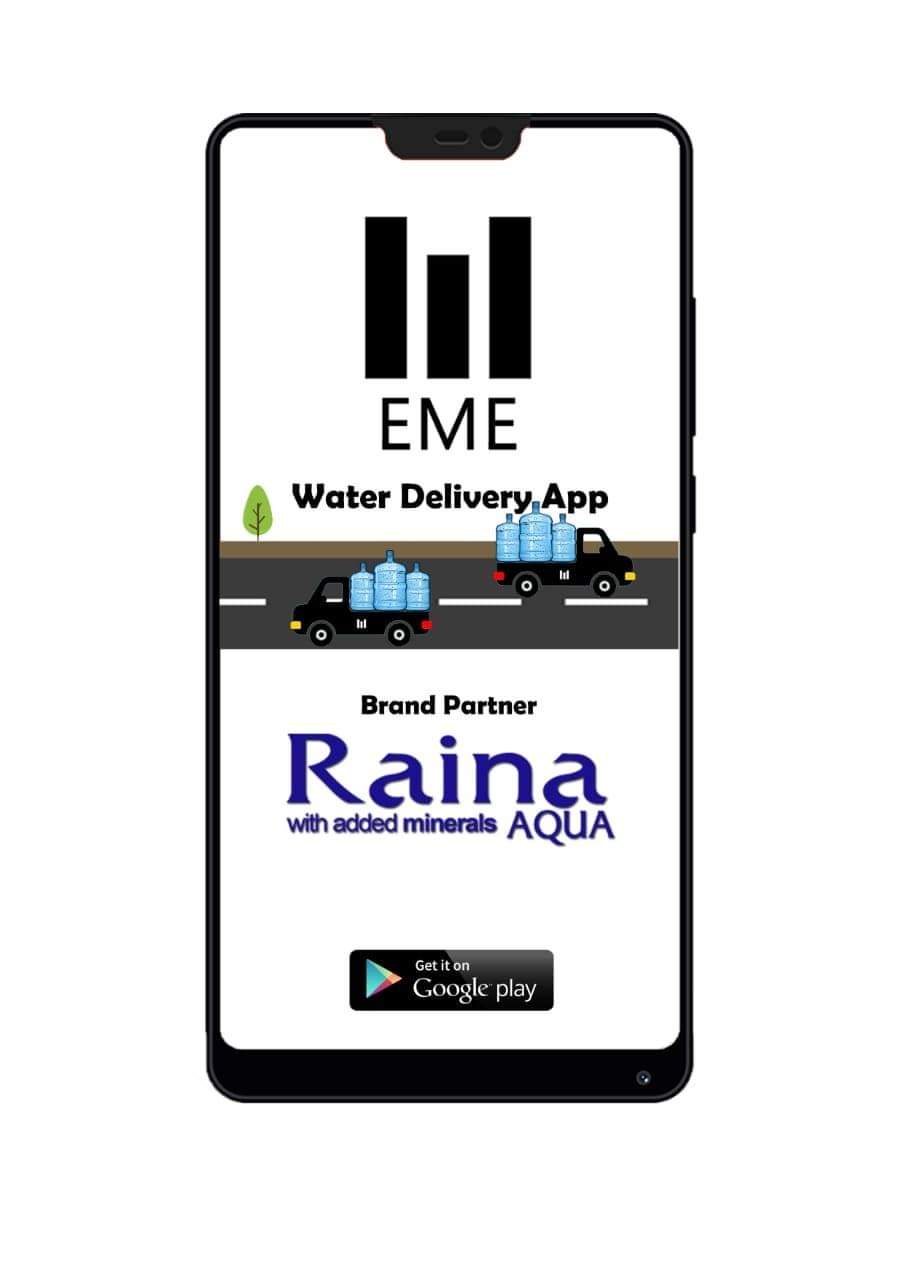 EME
Water Delivery App
Brand Partner
Raina
with added minerals AQUA
Get it on
Google play